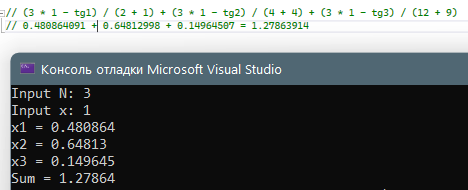 // (3 * 1 - tg1) / (2 + 1) + (3 * 1 - tg2) / (4 + 4) + (3 * 1 - tg3) / (12 + 9)
// 0.480864091 + 0.64812998 + 0.14964507 = 1.27863914
Консоль отладки Microsoft Visual Studio
Input N: 3
Input x: 1
x1 = 0.480864
x2 = 0.64813
x3 = 0.149645
Sum = 1.27864